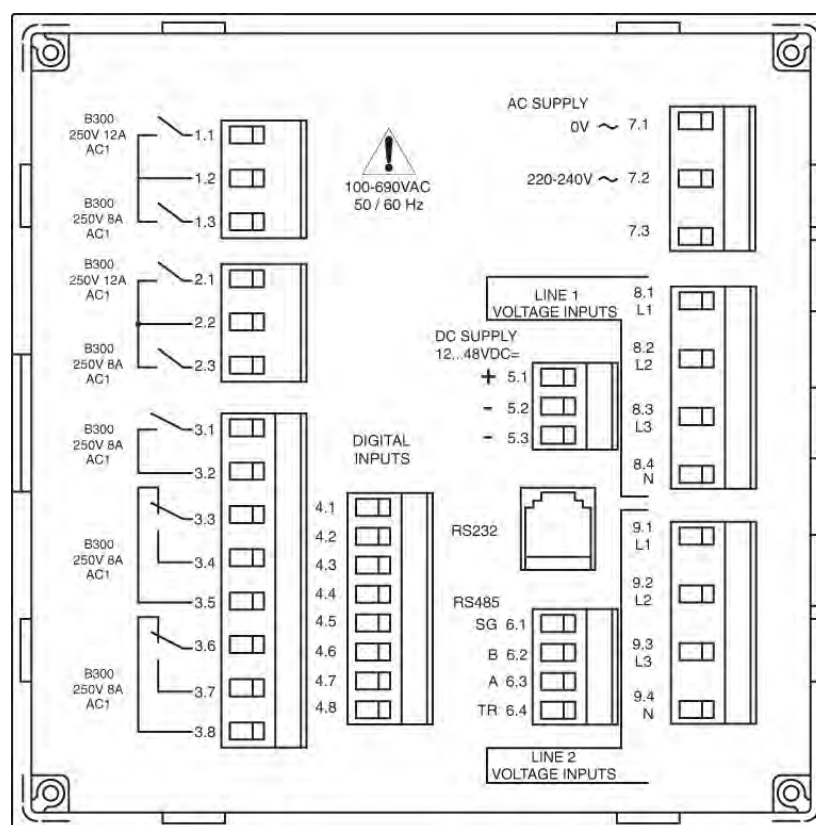 B300
250V 12A
AC1
1.1
1.2
B300
250V 8A
AC1
1.3
B300
250V 12A
AC1
2.1
2.2
B300
250V 8A
AC1
2.3
B300
250V 8A
AC1
3.1
3.2
B300
250V 8A
AC1
3.3
3.4
3.5
B300
250V 8A
AC1
3.6
3.7
3.8
100-690VAC
50 / 60 Hz
DIGITAL
INPUTS
4.1
4.2
4.3
4.4
4.5
4.6
4.7
4.8
AC SUPPLY
0V ~ 7.1
220-240V ~ 7.2
7.3
LINE 1
VOLTAGE INPUTS
8.1
L1
8.2
L2
8.3
L3
8.4
N
DC SUPPLY
12...48VDC=
+ 5.1
- 5.2
- 5.3
RS232
RS485
SG 6.1
B 6.2
A 6.3
TR 6.4
9.1
L1
9.2
L2
9.3
L3
9.4
N
LINE 2
VOLTAGE INPUTS